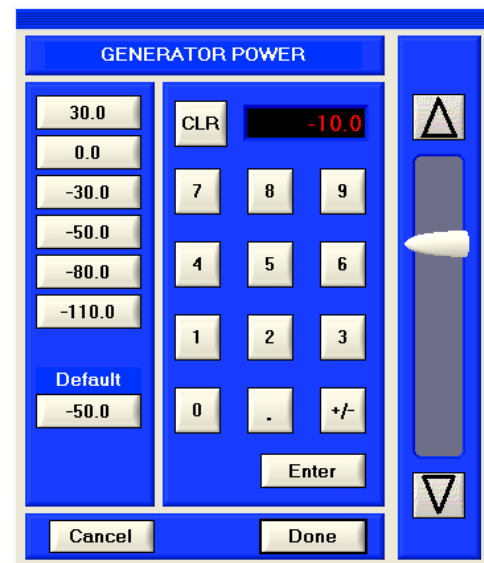 GENERATOR POWER
30.0
0.0
-30.0
-50.0
-80.0
-110.0
Default
-50.0
CLR -10.0
7 8 9
4 5 6
1 2 3
0 . +/-
Enter
Cancel Done